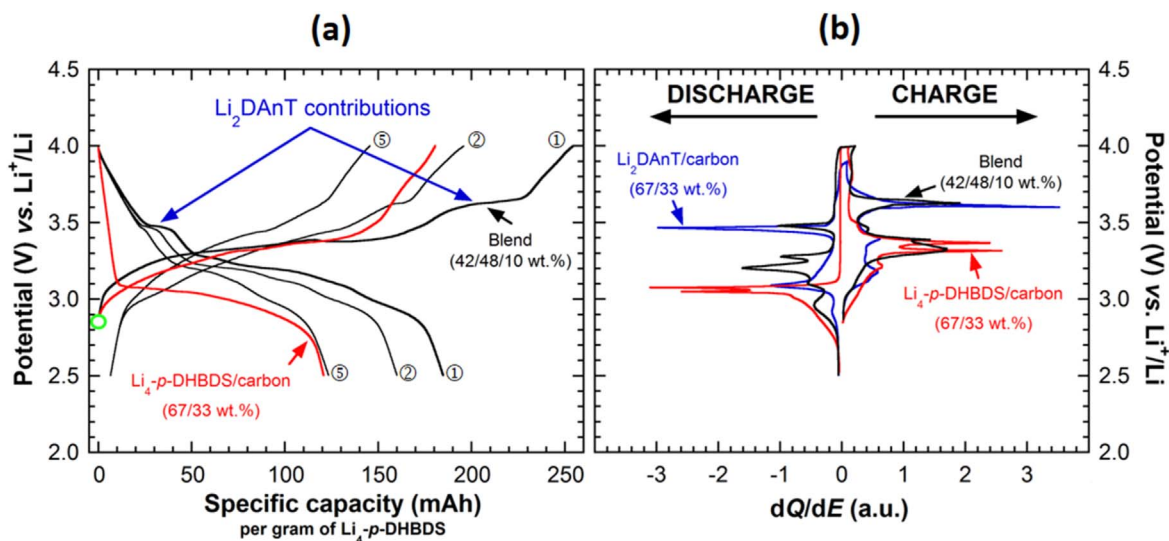 (a)
(b)
4.5
4.0
3.5
3.0
2.5
2.0
Potential (V) vs. Li⁺/Li
Li₂DAnT contributions
⑤
②
①
Blend
(42/48/10 wt.%)
Li₄-p-DHBDS/carbon
(67/33 wt.%)
⑤
②
①
0
50
100
150
200
250
Specific capacity (mAh)
per gram of Li₄-p-DHBDS
DISCHARGE
CHARGE
Li₂DAnT/carbon
(67/33 wt.%)
Blend
(42/48/10 wt.%)
Li₄-p-DHBDS/carbon
(67/33 wt.%)
4.5
4.0
3.5
3.0
2.5
2.0
Potential (V) vs. Li⁺/Li
-3
-2
-1
0
1
2
3
dQ/dE (a.u.)